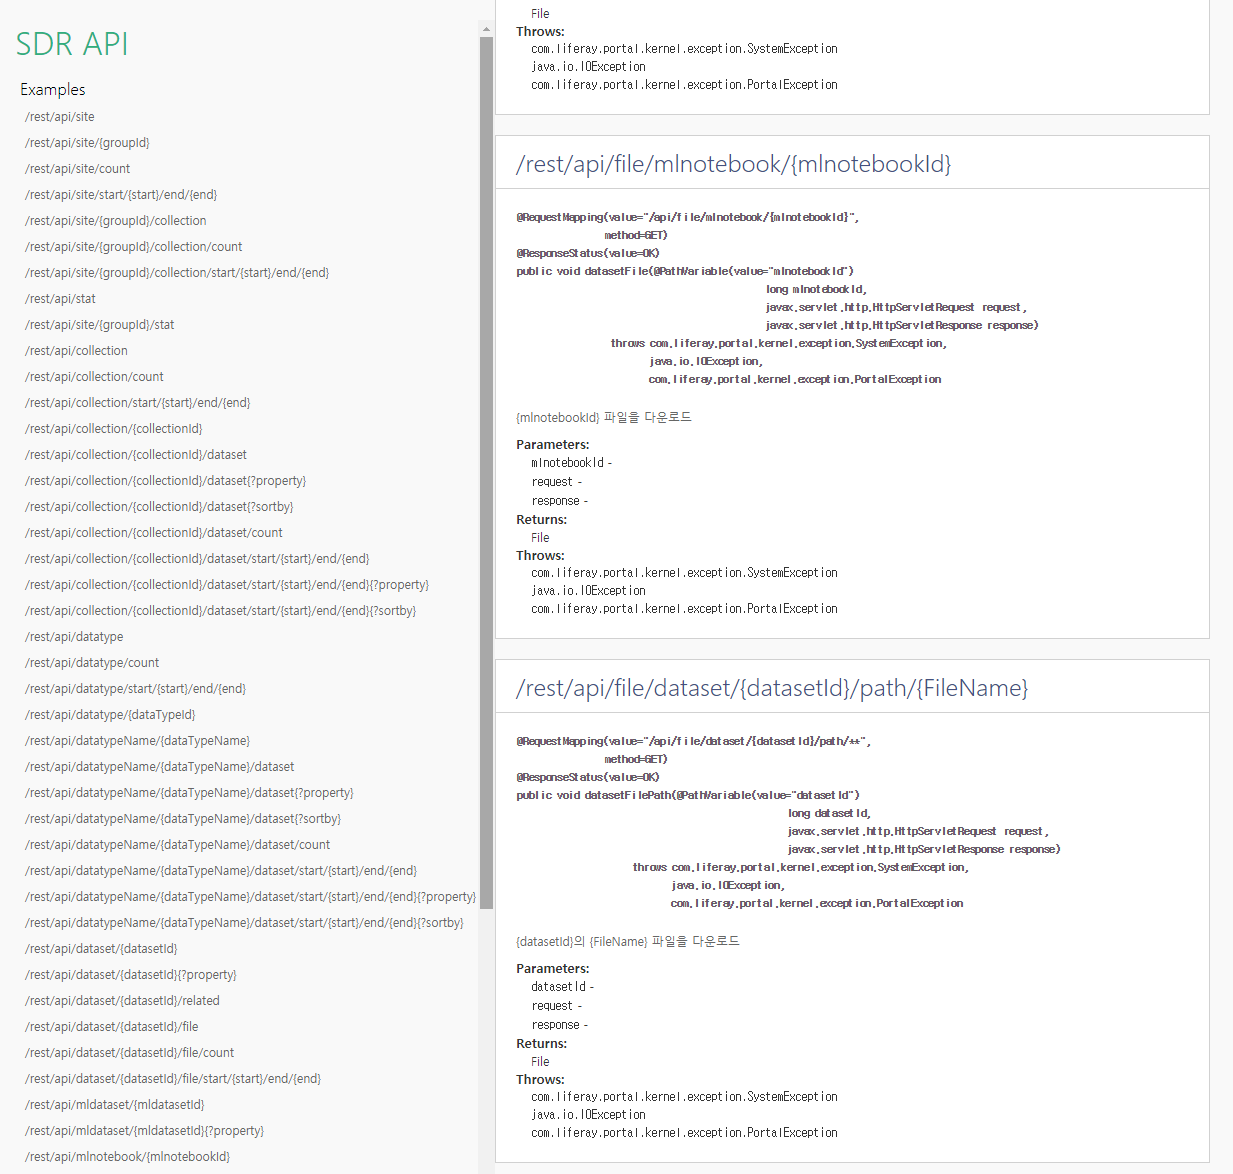 SDR API
Examples
/rest/api/site
/rest/api/site/{groupId}
/rest/api/site/count
/rest/api/site/start/{start}/end/{end}
/rest/api/site/{groupId}/collection
/rest/api/site/{groupId}/collection/count
/rest/api/site/{groupId}/collection/start/{start}/end/{end}
/rest/api/stat
/rest/api/site/{groupId}/stat
/rest/api/collection
/rest/api/collection/count
/rest/api/collection/start/{start}/end/{end}
/rest/api/collection/{collectionId}
/rest/api/collection/{collectionId}/dataset
/rest/api/collection/{collectionId}/dataset{?property}
/rest/api/collection/{collectionId}/dataset{?sortby}
/rest/api/collection/{collectionId}/dataset/count
/rest/api/collection/{collectionId}/dataset/start/{start}/end/{end}
/rest/api/collection/{collectionId}/dataset/start/{start}/end/{end}{?property}
/rest/api/collection/{collectionId}/dataset/start/{start}/end/{end}{?sortby}
/rest/api/datatype
/rest/api/datatype/count
/rest/api/datatype/start/{start}/end/{end}
/rest/api/datatype/{dataTypeId}
/rest/api/datatypeName/{dataTypeName}
/rest/api/datatypeName/{dataTypeName}/dataset
/rest/api/datatypeName/{dataTypeName}/dataset{?property}
/rest/api/datatypeName/{dataTypeName}/dataset{?sortby}
/rest/api/datatypeName/{dataTypeName}/dataset/count
/rest/api/datatypeName/{dataTypeName}/dataset/start/{start}/end/{end}
/rest/api/datatypeName/{dataTypeName}/dataset/start/{start}/end/{end}{?property}
/rest/api/datatypeName/{dataTypeName}/dataset/start/{start}/end/{end}{?sortby}
/rest/api/dataset/{datasetId}
/rest/api/dataset/{datasetId}{?property}
/rest/api/dataset/{datasetId}/related
/rest/api/dataset/{datasetId}/file
/rest/api/dataset/{datasetId}/file/count
/rest/api/dataset/{datasetId}/file/start/{start}/end/{end}
/rest/api/mldataset/{mldatasetId}
/rest/api/mldataset/{mldatasetId}{?property}
/rest/api/mlnotebook/{mlnotebookId}
File
Throws:
com.liferay.portal.kernel.exception.SystemException
java.io.IOException
com.liferay.portal.kernel.exception.PortalException
/rest/api/file/mlnotebook/{mlnotebookId}
@RequestMapping(value="/api/file/mlnotebook/{mlnotebookId}",
method=GET)
@ResponseStatus(value=OK)
public void datasetFile(@PathVariable(value="mlnotebookId")
long mlnotebookId,
javax.servlet.http.HttpServletRequest request,
javax.servlet.http.HttpServletResponse response)
throws com.liferay.portal.kernel.exception.SystemException,
java.io.IOException,
com.liferay.portal.kernel.exception.PortalException
{mlnotebookId} 파일을 다운로드
Parameters:
mlnotebookId -
request -
response -
Returns:
File
Throws:
com.liferay.portal.kernel.exception.SystemException
java.io.IOException
com.liferay.portal.kernel.exception.PortalException
/rest/api/file/dataset/{datasetId}/path/{FileName}
@RequestMapping(value="/api/file/dataset/{datasetId}/path/**",
method=GET)
@ResponseStatus(value=OK)
public void datasetFilePath(@PathVariable(value="datasetId")
long datasetId,
javax.servlet.http.HttpServletRequest request,
javax.servlet.http.HttpServletResponse response)
throws com.liferay.portal.kernel.exception.SystemException,
java.io.IOException,
com.liferay.portal.kernel.exception.PortalException
{datasetId}의 {FileName} 파일을 다운로드
Parameters:
datasetId -
request -
response -
Returns:
File
Throws:
com.liferay.portal.kernel.exception.SystemException
java.io.IOException
com.liferay.portal.kernel.exception.PortalException